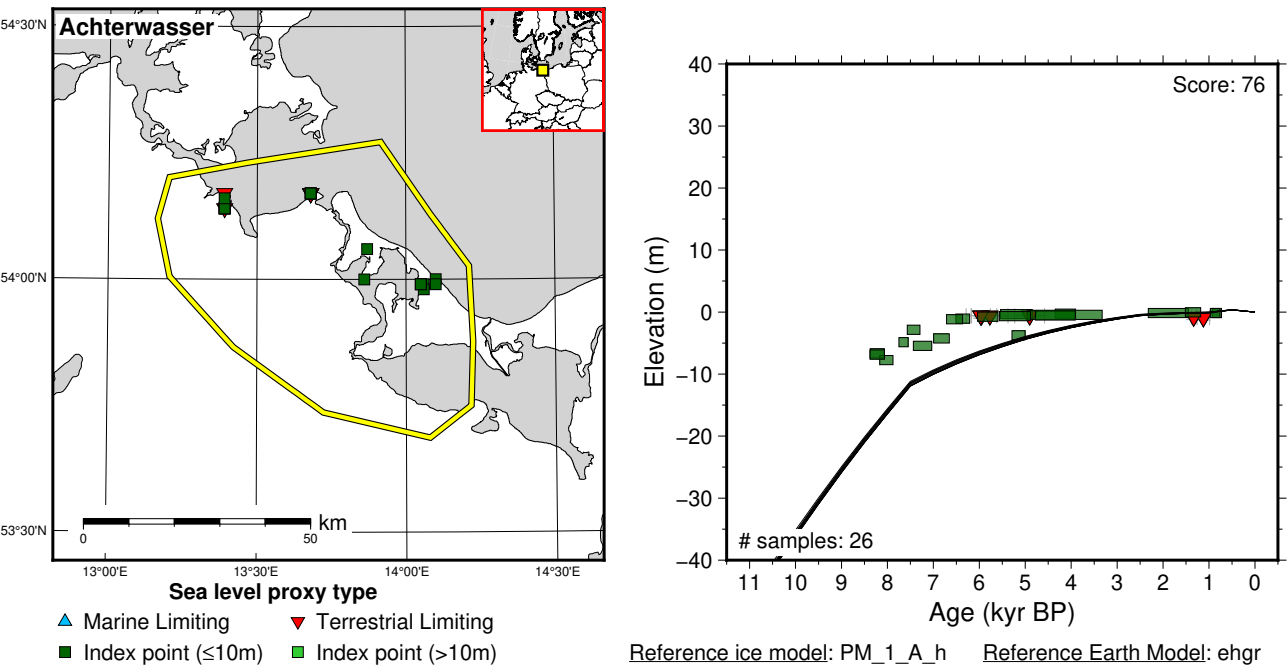 Achterwasser
54°30'N
54°00'N
53°30'N
13°00'E
13°30'E
14°00'E
14°30'E
0
50
km
Sea level proxy type
Marine Limiting
Terrestrial Limiting
Index point (≤10m)
Index point (>10m)
Score: 76
# samples: 26
Elevation (m)
40
30
20
10
0
−10
−20
−30
−40
11 10 9 8 7 6 5 4 3 2 1 0
Age (kyr BP)
Reference ice model: PM_1_A_h
Reference Earth Model: ehgr